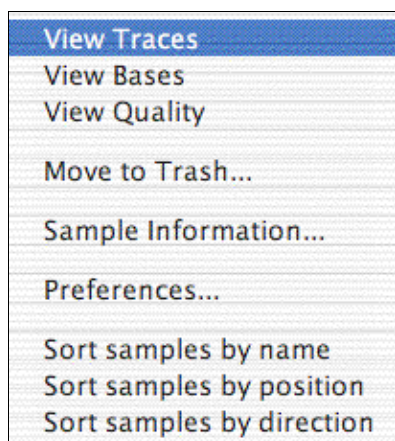 View Traces
View Bases
View Quality
Move to Trash...
Sample Information...
Preferences...
Sort samples by name
Sort samples by position
Sort samples by direction